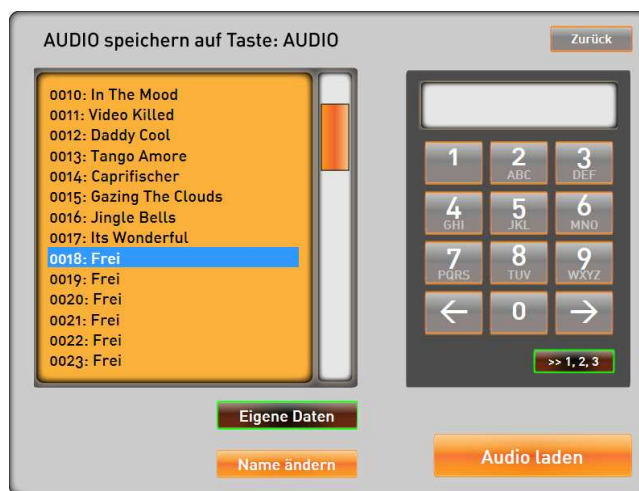 AUDIO speichern auf Taste: AUDIO
Zurück
0010: In The Mood
0011: Video Killed
0012: Daddy Cool
0013: Tango Amore
0014: Caprifischer
0015: Gazing The Clouds
0016: Jingle Bells
0017: Its Wonderful
0018: Frei
0019: Frei
0020: Frei
0021: Frei
0022: Frei
0023: Frei
1 2 3
ABC DEF
4 5 6
GHI JKL MNO
7 8 9
PQRS TUV WXYZ
← 0 →
>> 1, 2, 3
Eigene Daten
Name ändern
Audio laden